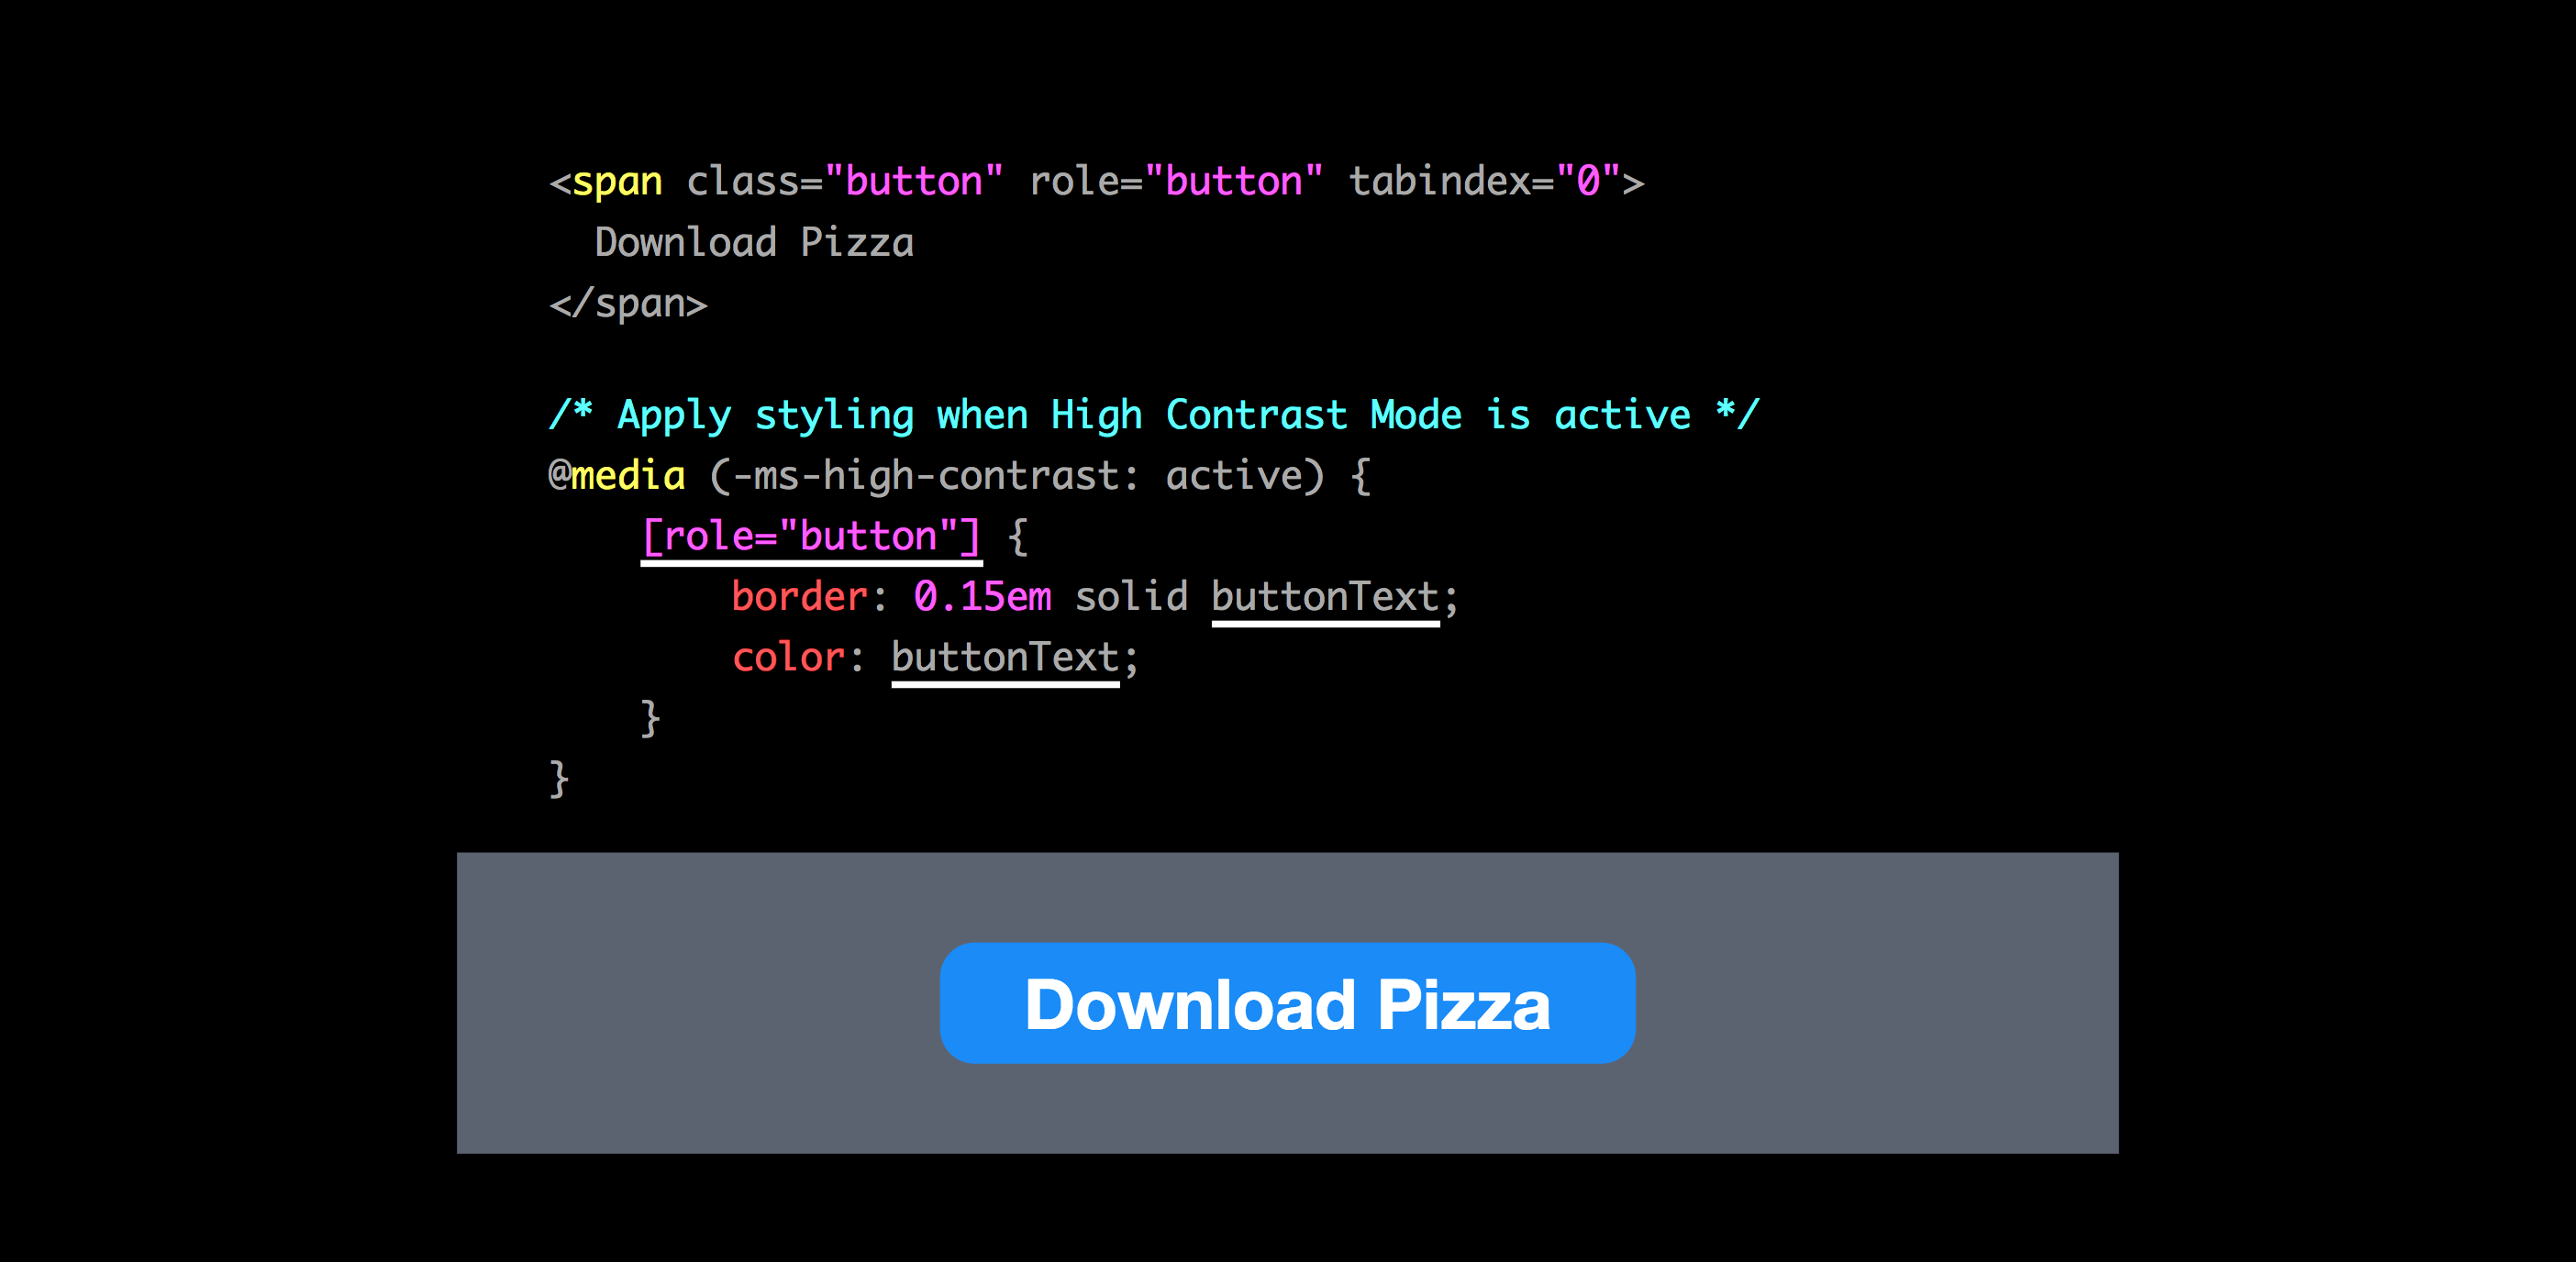 <span class="button" role="button" tabindex="0">
  Download Pizza
</span>
/* Apply styling when High Contrast Mode is active */
@media (-ms-high-contrast: active) {
    [role="button"] {
        border: 0.15em solid buttonText;
        color: buttonText;
    }
}
Download Pizza